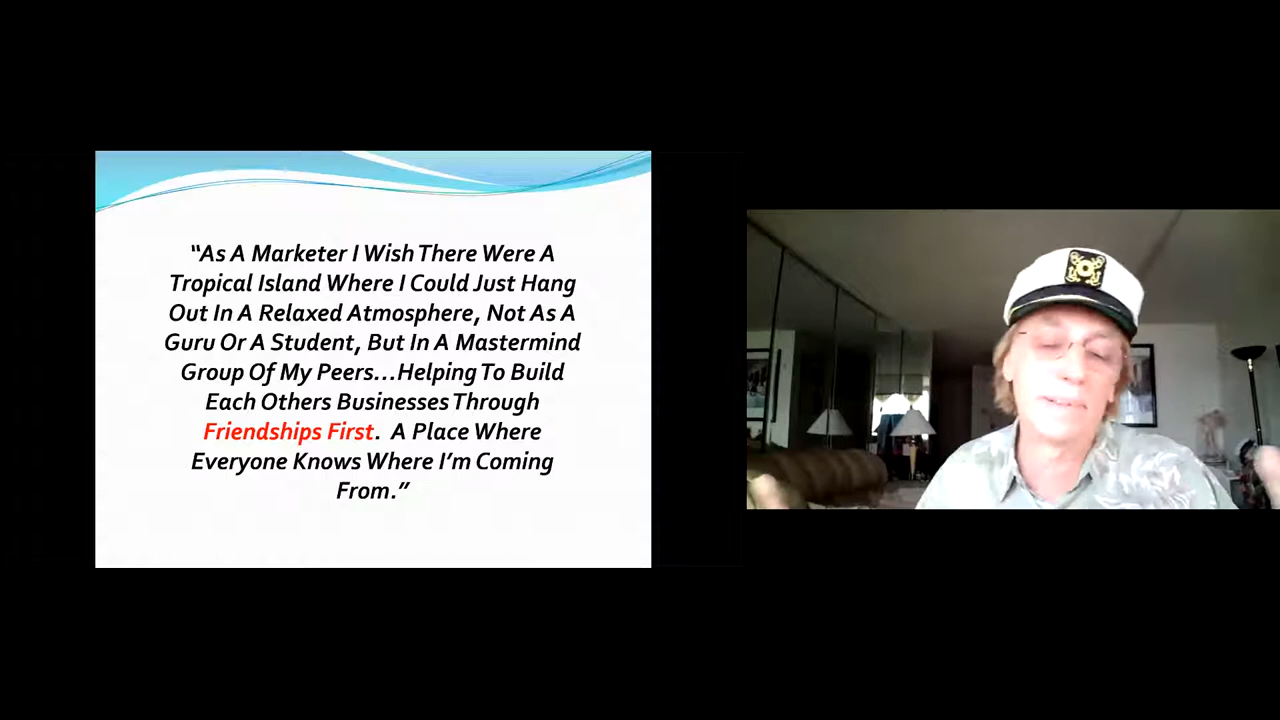 “As A Marketer I Wish There Were A
Tropical Island Where I Could Just Hang
Out In A Relaxed Atmosphere, Not As A
Guru Or A Student, But In A Mastermind
Group Of My Peers...Helping To Build
Each Others Businesses Through
Friendships First.  A Place Where
Everyone Knows Where I’m Coming
From.”